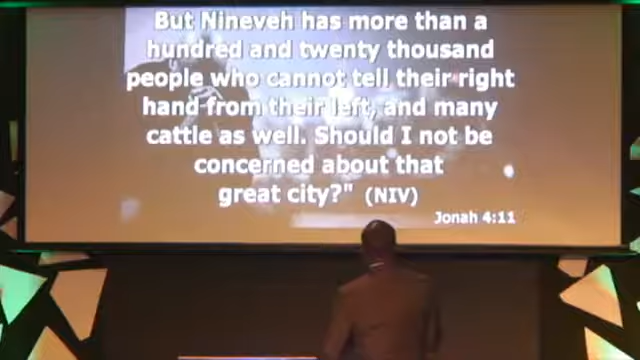 But Nineveh has more than a
hundred and twenty thousand
people who cannot tell their right
hand from their left, and many
cattle as well. Should I not be
concerned about that
great city?" (NIV)
Jonah 4:11